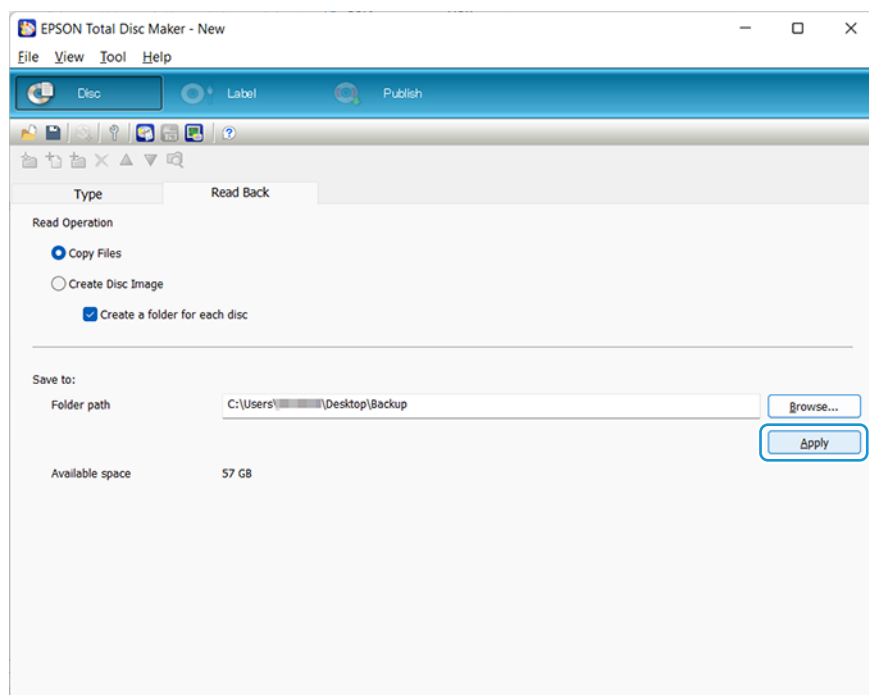 EPSON Total Disc Maker - New
File View Tool Help
Disc Label Publish
Type Read Back
Read Operation
Copy Files
Create Disc Image
Create a folder for each disc
Save to:
Folder path C:\Users\ \Desktop\Backup Browse...
Apply
Available space 57 GB